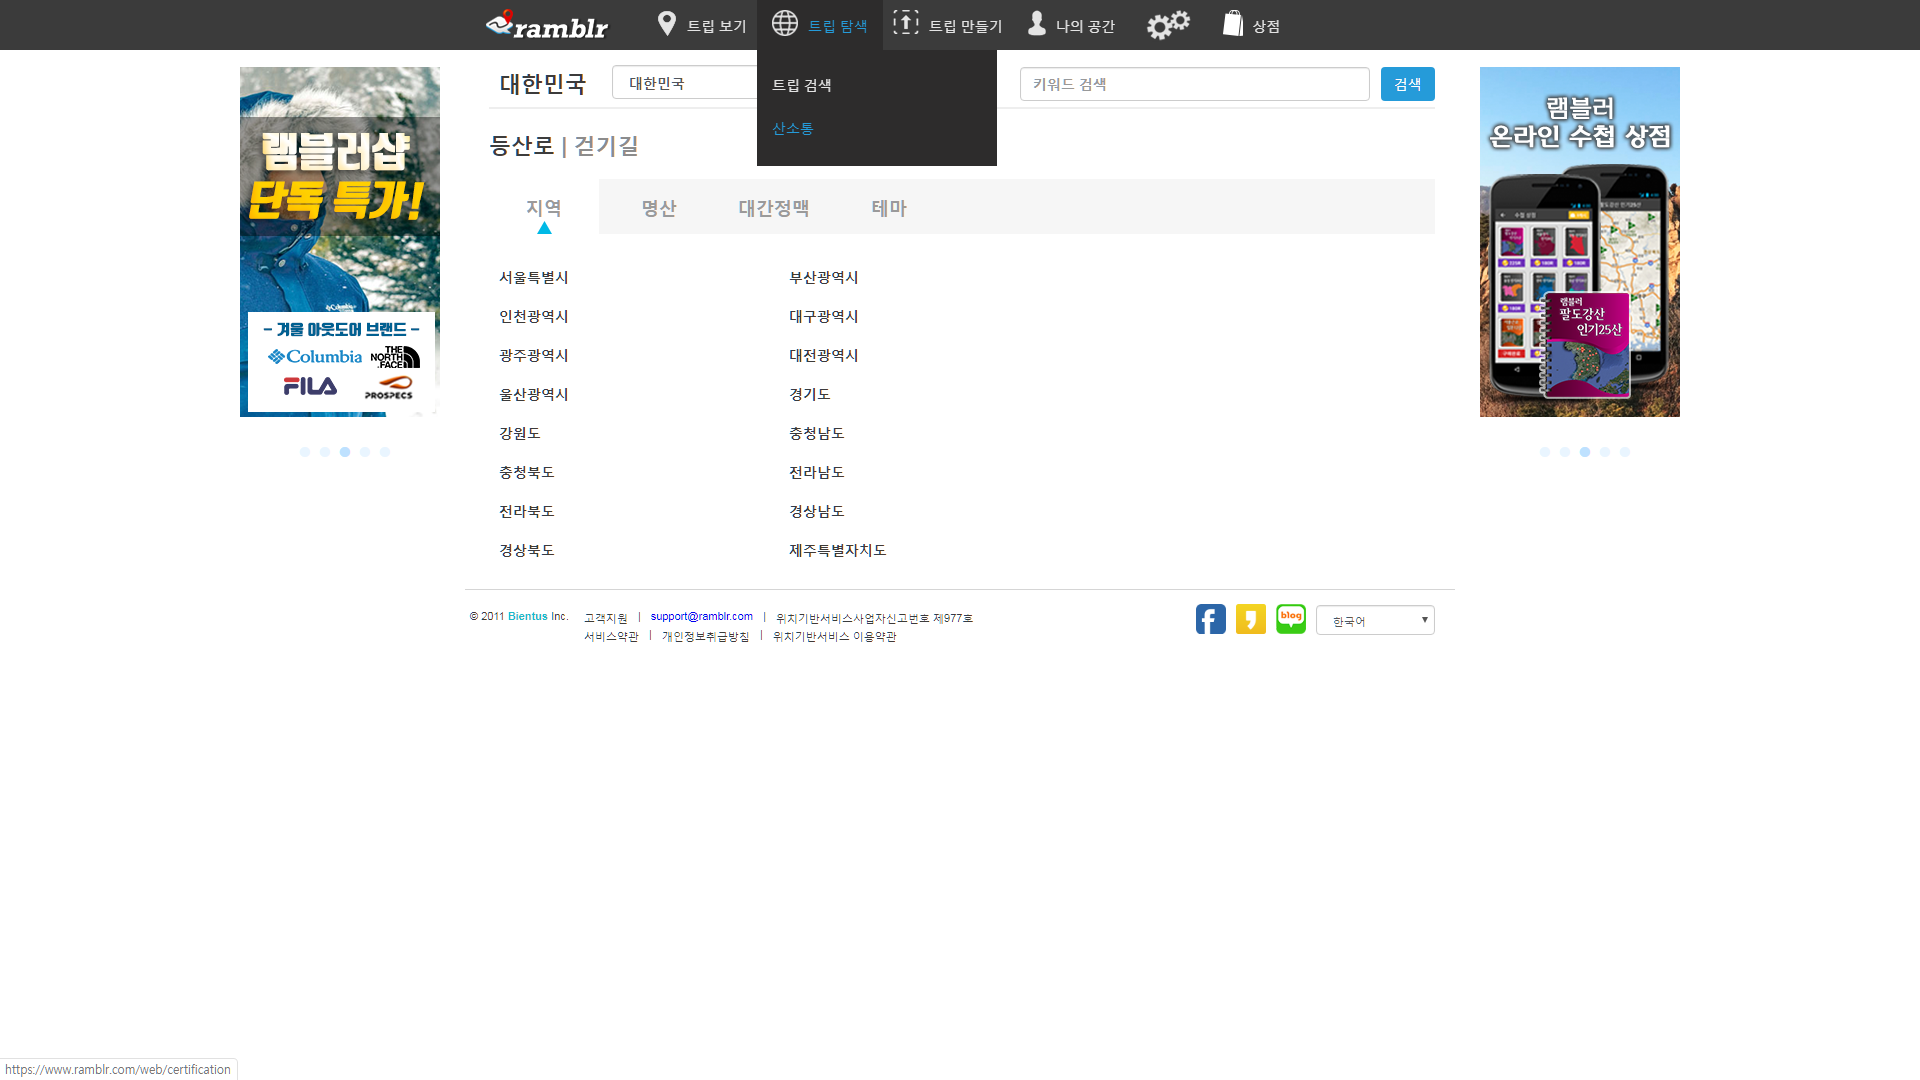 ramblr
트립 보기
트립 탐색
트립 만들기
나의 공간
상점
트립 검색
산소통
대한민국
대한민국
키워드 검색
검색
등산로 | 걷기길
지역
명산
대간정맥
테마
서울특별시
부산광역시
인천광역시
대구광역시
광주광역시
대전광역시
울산광역시
경기도
강원도
충청남도
충청북도
전라남도
전라북도
경상남도
경상북도
제주특별자치도
램블러샵
단독 특가!
- 겨울 아웃도어 브랜드 -
Columbia
THE
NORTH
FACE
FILA
PROSPECS
램블러
온라인 수첩 상점
램블러
팔도강산
인기25산
© 2011 Bientus Inc.
고객지원 | support@ramblr.com | 위치기반서비스사업자신고번호 제977호
서비스약관 | 개인정보취급방침 | 위치기반서비스 이용약관
blog
한국어
https://www.ramblr.com/web/certification